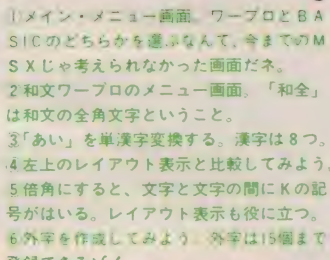 1メイン・メニュー画面。ワープロとBA
SICのどちらかを選ぶなんて、今までのM
SXじゃ考えられなかった画面だネ。
2和文ワープロのメニュー画面。「和全」
は和文の全角文字ということ。
3「あい」を単漢字変換する。漢字は8つ。
4左上のレイアウト表示と比較してみよう。
5倍角にすると、文字と文字の間にKの記
号がはいる。レイアウト表示も役に立つ。
6外字を作成してみよう。外字は15個まで